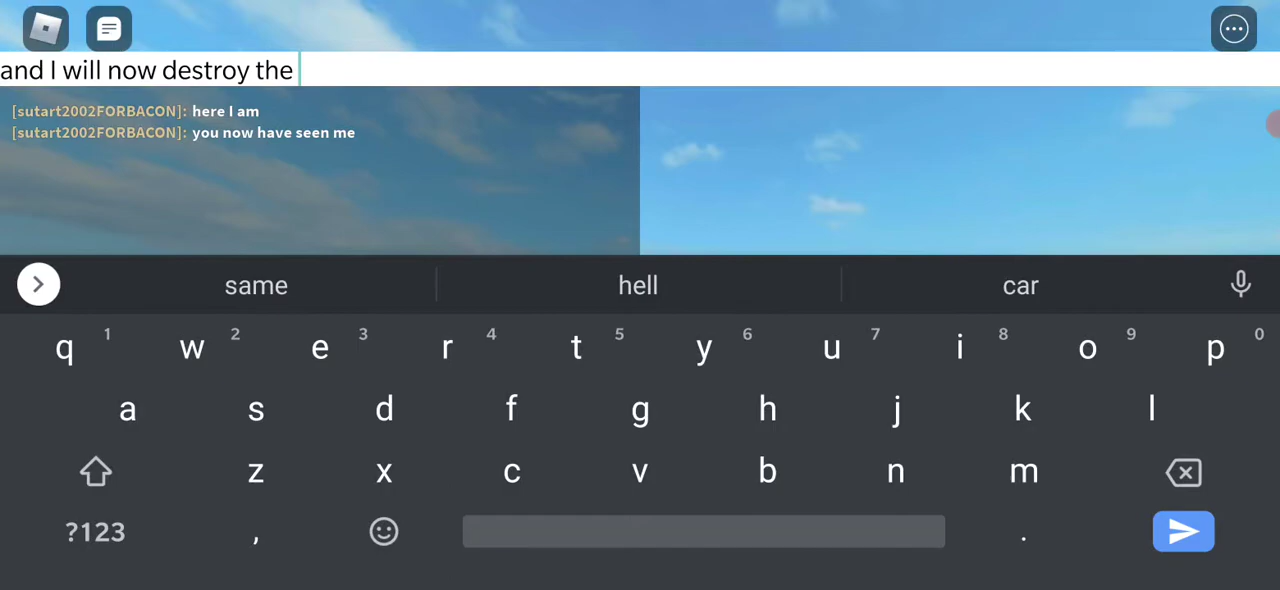 and I will now destroy the
[sutart2002FORBACON]: here I am
[sutart2002FORBACON]: you now have seen me
same hell car
q 1 w 2 e 3 r 4 t 5 y 6 u 7 i 8 o 9 p 0
a s d f g h j k l
z x c v b n m
?123 , .